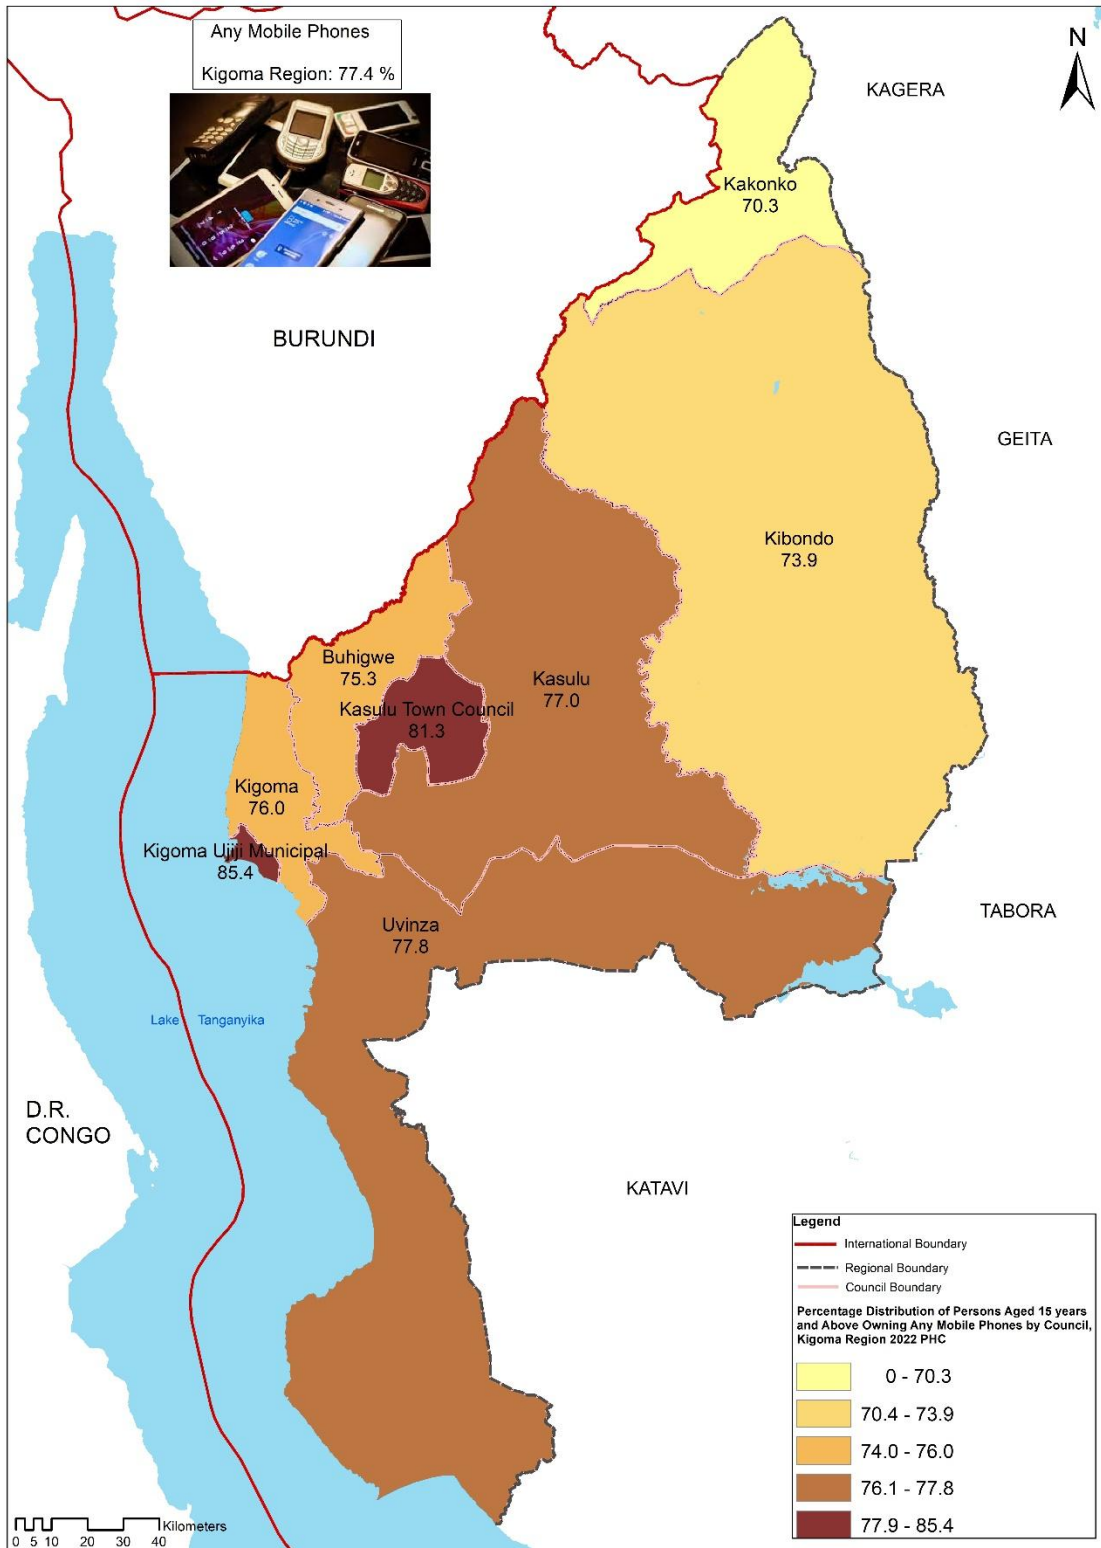 Any Mobile Phones
Kigoma Region: 77.4 %
N
KAGERA
Kakonko
70.3
BURUNDI
GEITA
Kibondo
73.9
Buhigwe
75.3
Kasulu
77.0
Kasulu Town Council
81.3
Kigoma
76.0
Kigoma Ujiji Municipal
85.4
TABORA
Uvinza
77.8
Lake Tanganyika
D.R.
CONGO
KATAVI
Legend
International Boundary
Regional Boundary
Council Boundary
Percentage Distribution of Persons Aged 15 years
and Above Owning Any Mobile Phones by Council,
Kigoma Region 2022 PHC
0 - 70.3
70.4 - 73.9
74.0 - 76.0
76.1 - 77.8
77.9 - 85.4
Kilometers
0 5 10 20 30 40